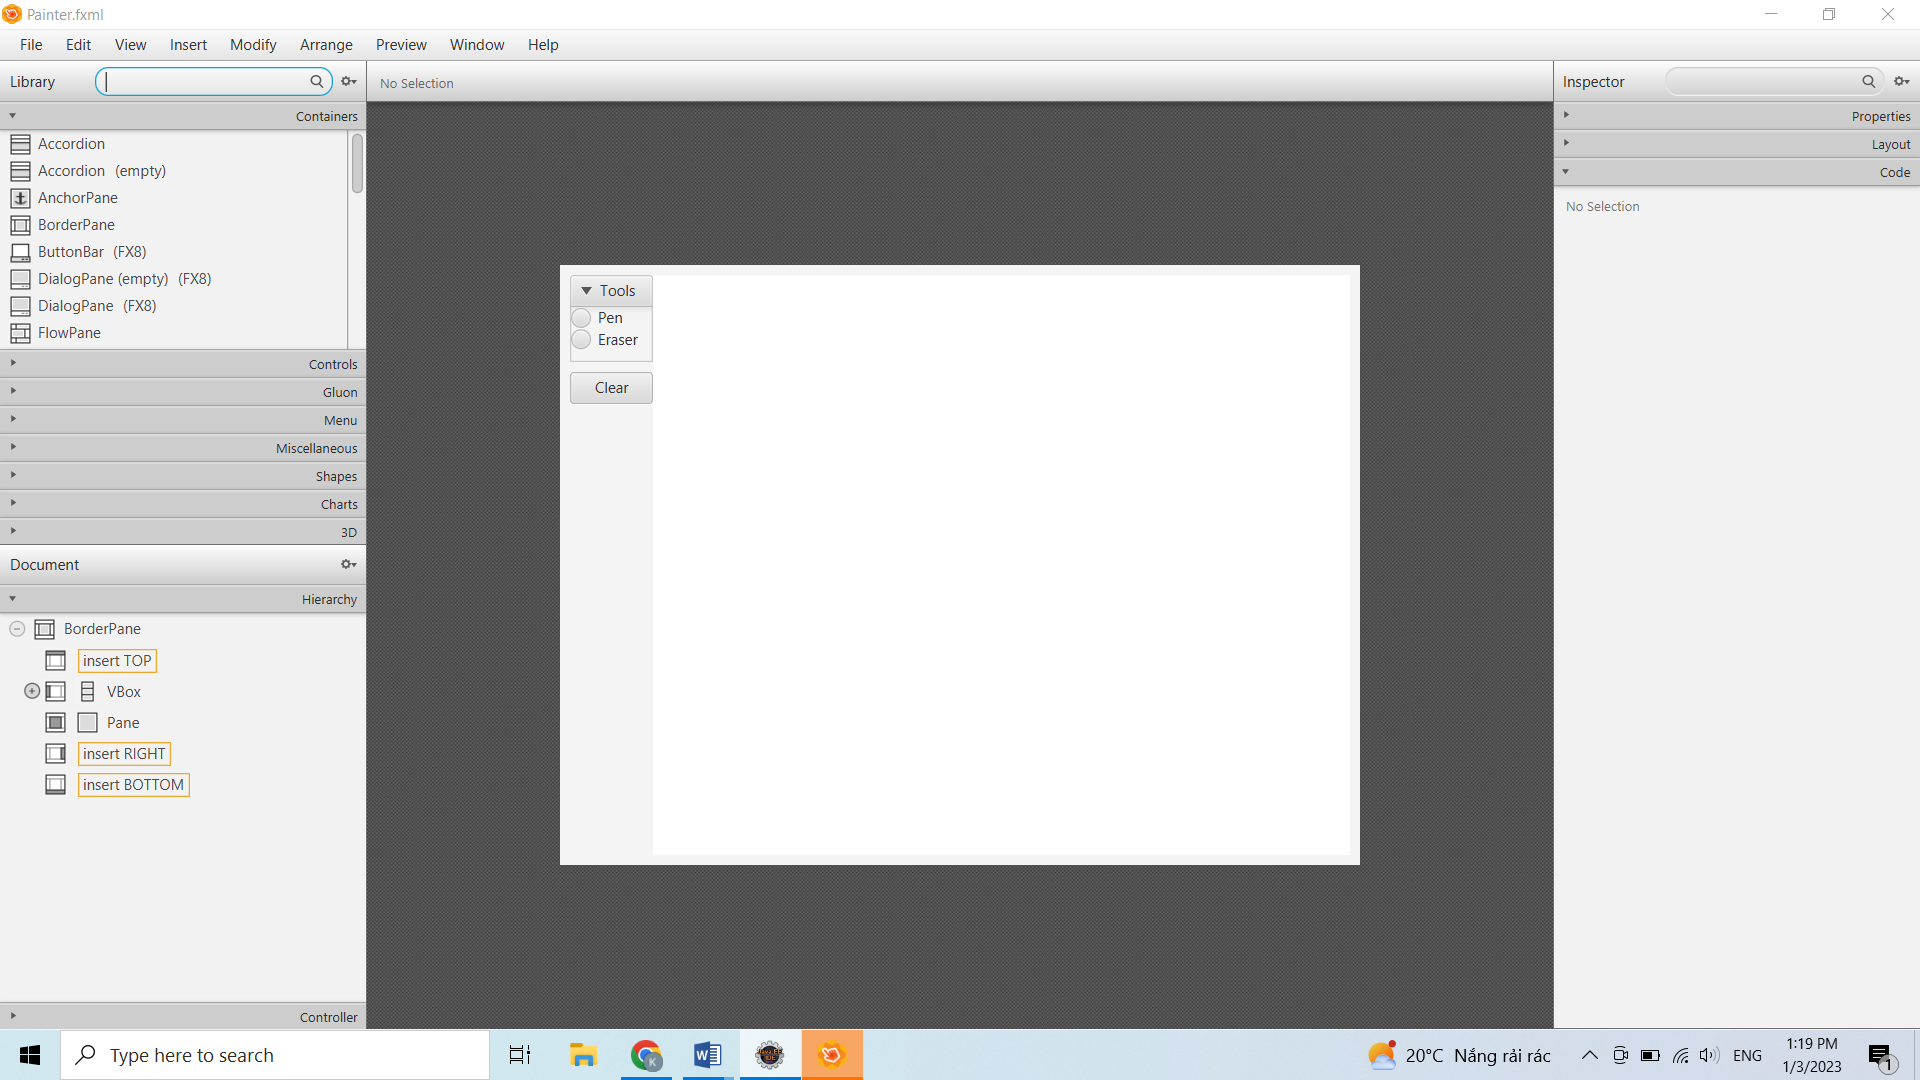 Painter.fxml
File Edit View Insert Modify Arrange Preview Window Help
Library
No Selection
Inspector
Containers
Properties
Accordion
Layout
Accordion (empty)
Code
AnchorPane
No Selection
BorderPane
ButtonBar (FX8)
DialogPane (empty) (FX8)
DialogPane (FX8)
FlowPane
Tools
Pen
Eraser
Clear
Controls
Gluon
Menu
Miscellaneous
Shapes
Charts
3D
Document
Hierarchy
BorderPane
insert TOP
VBox
Pane
insert RIGHT
insert BOTTOM
Controller
Type here to search
K
W
20°C Nắng rải rác
ENG
1:19 PM
1/3/2023
1